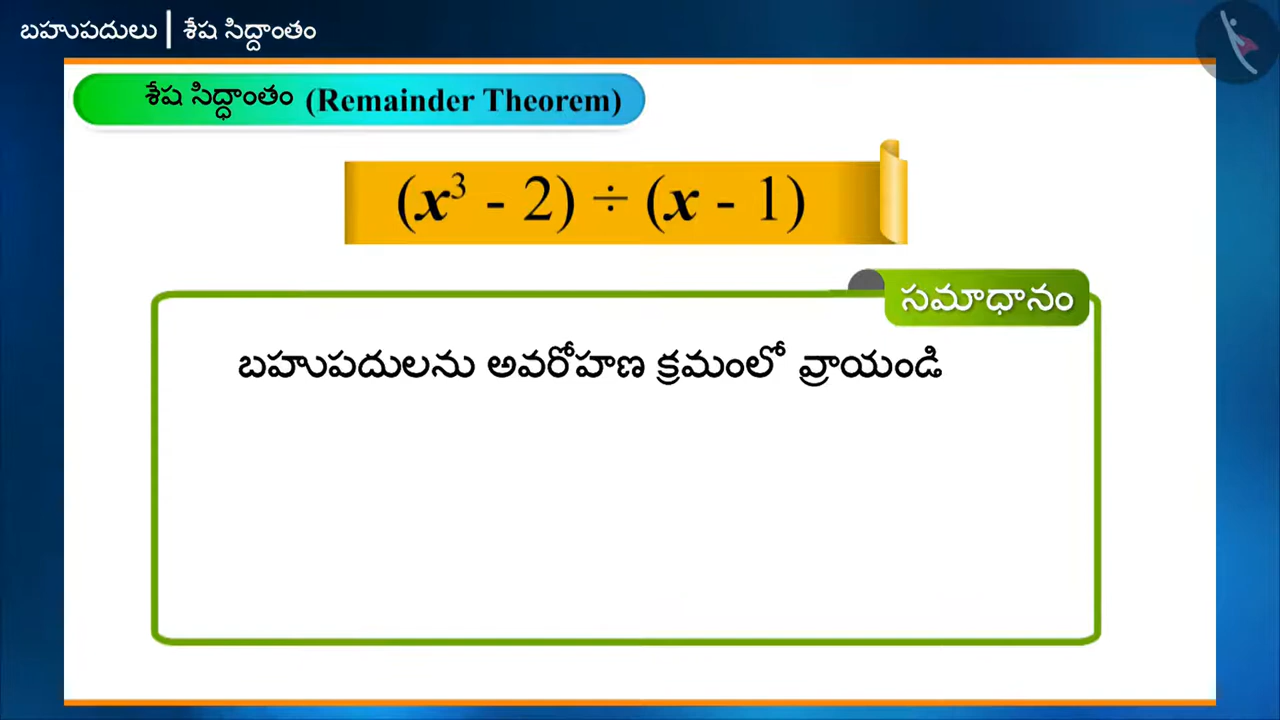 బహుపదులు | శేష సిద్దాంతం
శేష సిద్ధాంతం (Remainder Theorem)
(x³ - 2) ÷ (x - 1)
సమాధానం
బహుపదులను అవరోహణ క్రమంలో వ్రాయండి